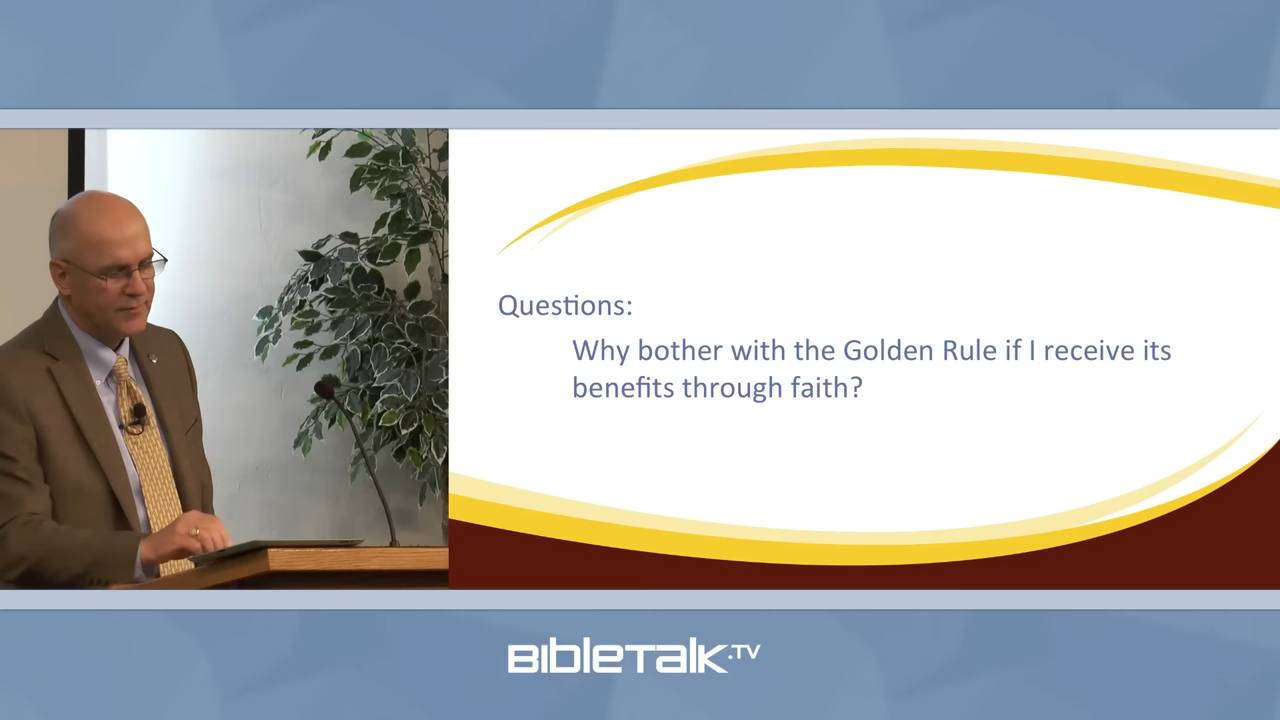 Questions:
Why bother with the Golden Rule if I receive its
benefits through faith?
BIBLETALK.TV